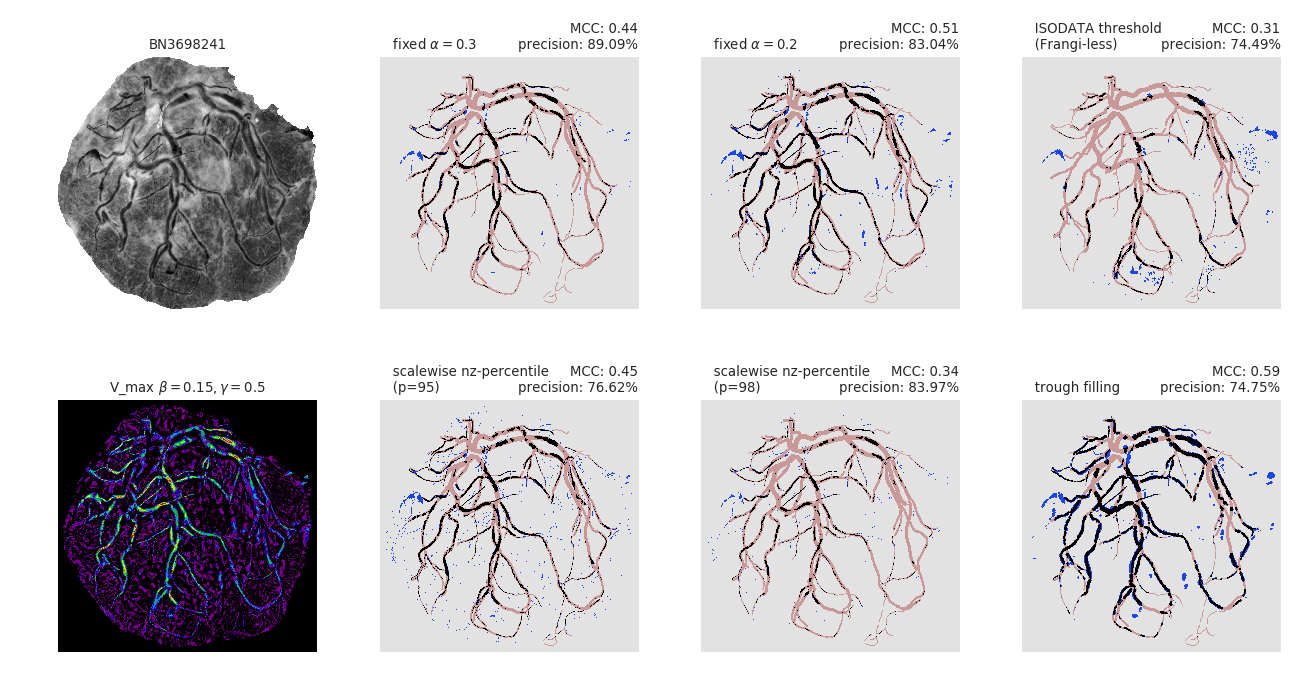 BN3698241
fixed α = 0.3
MCC: 0.44
precision: 89.09%
fixed α = 0.2
MCC: 0.51
precision: 83.04%
ISODATA threshold
(Frangi-less)
MCC: 0.31
precision: 74.49%
V_max β = 0.15, γ = 0.5
scalewise nz-percentile
(p=95)
MCC: 0.45
precision: 76.62%
scalewise nz-percentile
(p=98)
MCC: 0.34
precision: 83.97%
trough filling
MCC: 0.59
precision: 74.75%